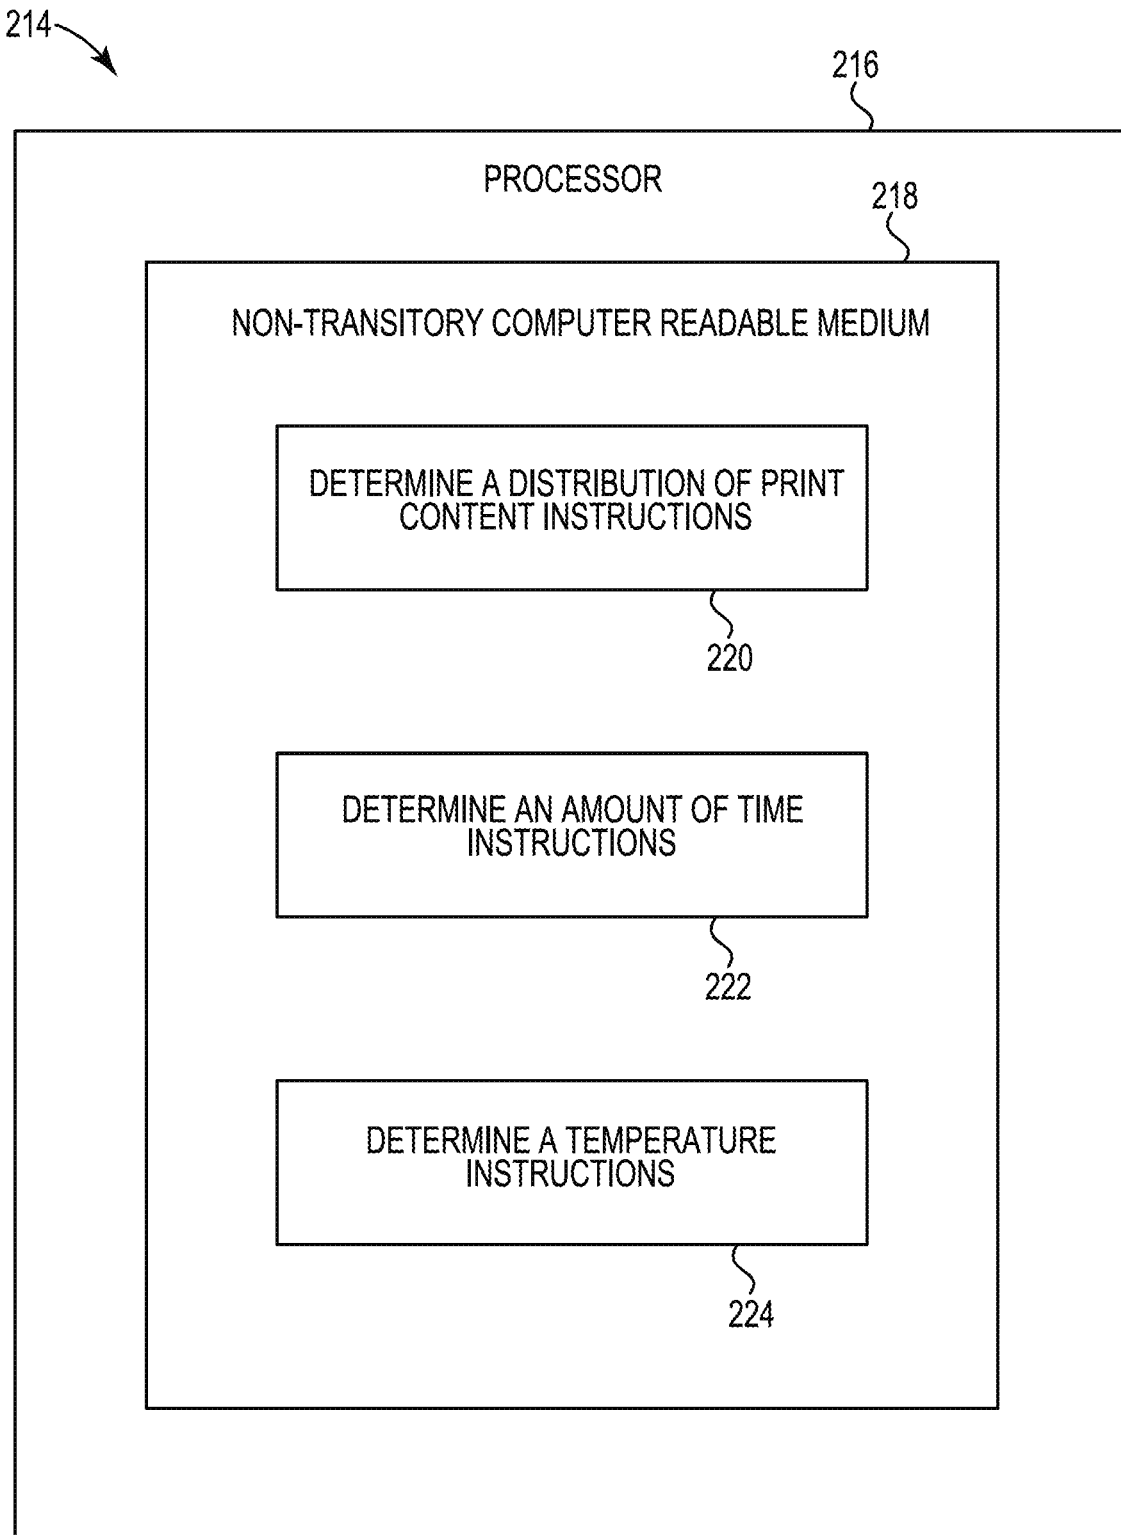 214
216
PROCESSOR
218
NON-TRANSITORY COMPUTER READABLE MEDIUM
DETERMINE A DISTRIBUTION OF PRINT
CONTENT INSTRUCTIONS
220
DETERMINE AN AMOUNT OF TIME
INSTRUCTIONS
222
DETERMINE A TEMPERATURE
INSTRUCTIONS
224